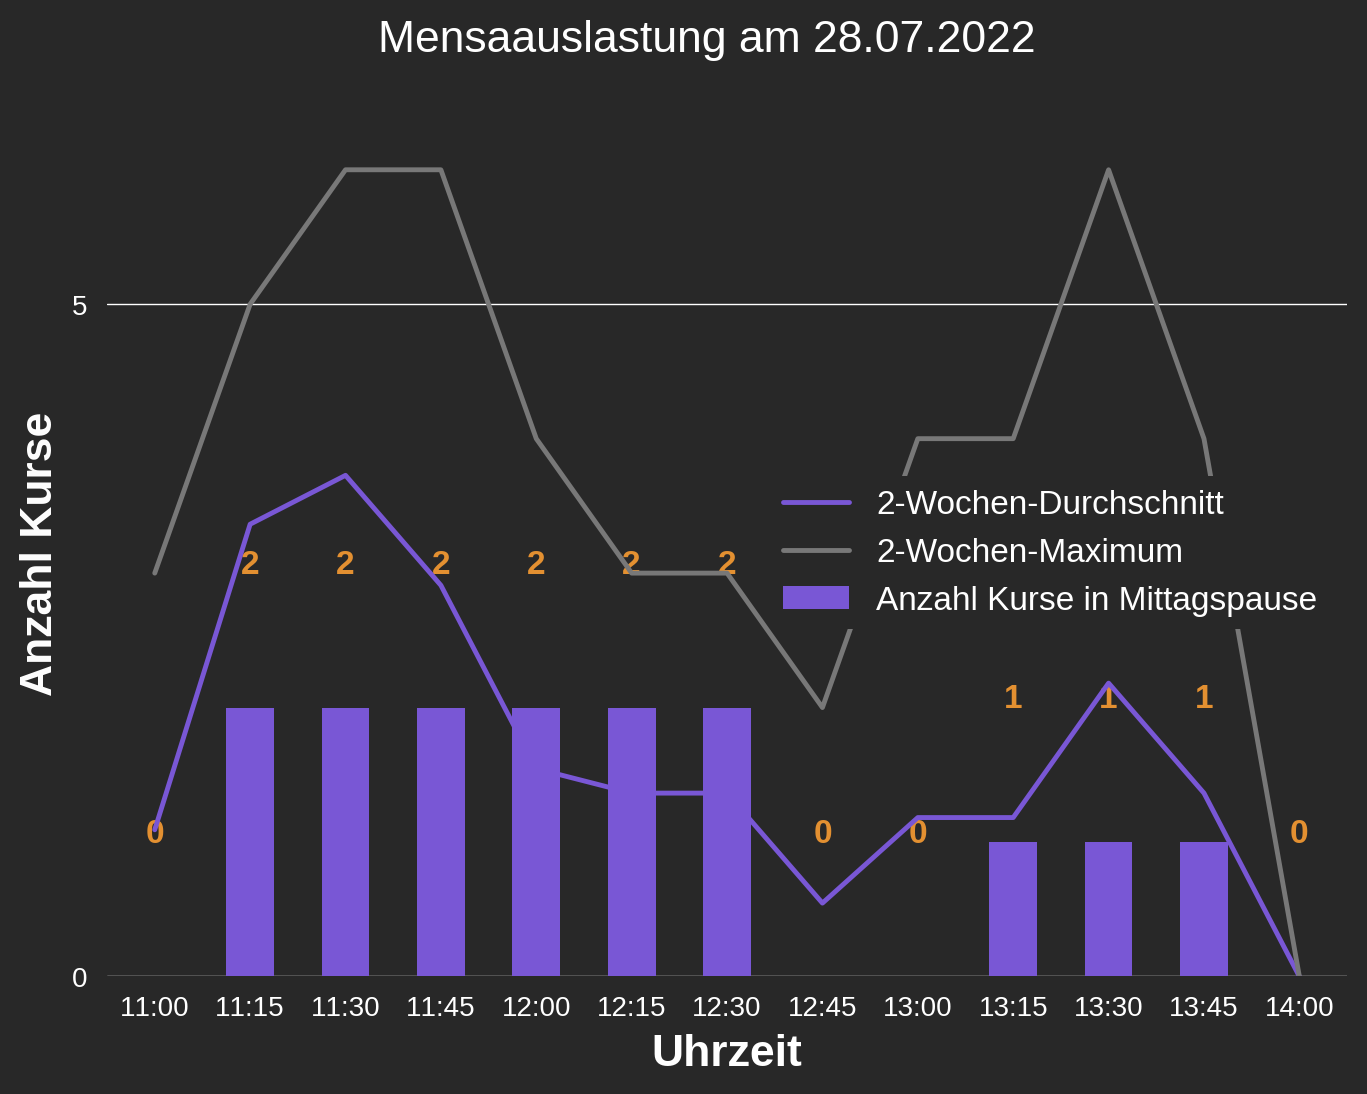 Mensaauslastung am 28.07.2022
5
Anzahl Kurse
2-Wochen-Durchschnitt
2-Wochen-Maximum
Anzahl Kurse in Mittagspause
2 2 2 2 2 2
1 1 1
0 0 0 0
0
11:00 11:15 11:30 11:45 12:00 12:15 12:30 12:45 13:00 13:15 13:30 13:45 14:00
Uhrzeit